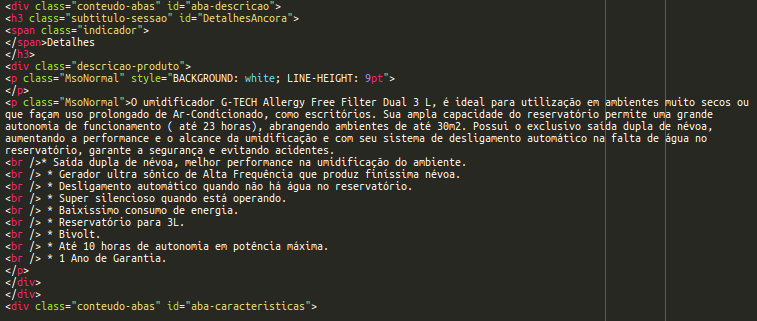 <div class="conteudo-abas" id="aba-descricao">
<h3 class="subtitulo-sessao" id="DetalhesAncora">
<span class="indicador">
</span>Detalhes
</h3>
<div class="descricao-produto">
<p class="MsoNormal" style="BACKGROUND: white; LINE-HEIGHT: 9pt">
</p>
<p class="MsoNormal">O umidificador G-TECH Allergy Free Filter Dual 3 L, é ideal para utilização em ambientes muito secos ou
que façam uso prolongado de Ar-Condicionado, como escritórios. Sua ampla capacidade do reservatório permite uma grande
autonomia de funcionamento ( até 23 horas), abrangendo ambientes de até 30m2. Possui o exclusivo saída dupla de névoa,
aumentando a performance e o alcance da umidificação e com seu sistema de desligamento automático na falta de água no
reservatório, garante a segurança e evitando acidentes.
<br />* Saída dupla de névoa, melhor performance na umidificação do ambiente.
<br /> * Gerador ultra sônico de Alta Frequência que produz finíssima névoa.
<br /> * Desligamento automático quando não há água no reservatório.
<br /> * Super silencioso quando está operando.
<br /> * Baixíssimo consumo de energia.
<br /> * Reservatório para 3L.
<br /> * Bivolt.
<br /> * Até 10 horas de autonomia em potência máxima.
<br /> * 1 Ano de Garantia.
</p>
</div>
</div>
<div class="conteudo-abas" id="aba-caracteristicas">